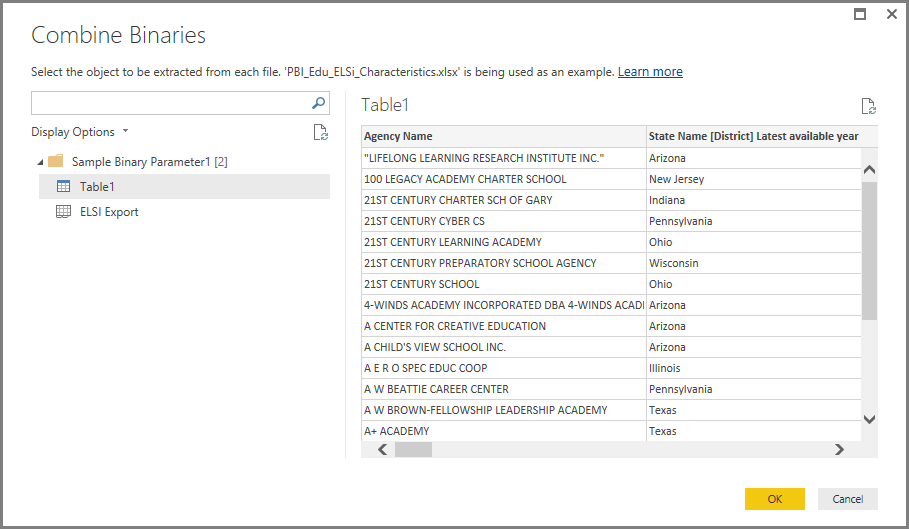 Combine Binaries
Select the object to be extracted from each file. 'PBI_Edu_ELSi_Characteristics.xlsx' is being used as an example. Learn more
Display Options
Sample Binary Parameter1 [2]
Table1
ELSI Export
Table1
Agency Name State Name [District] Latest available year
"LIFELONG LEARNING RESEARCH INSTITUTE INC." Arizona
100 LEGACY ACADEMY CHARTER SCHOOL New Jersey
21ST CENTURY CHARTER SCH OF GARY Indiana
21ST CENTURY CYBER CS Pennsylvania
21ST CENTURY LEARNING ACADEMY Ohio
21ST CENTURY PREPARATORY SCHOOL AGENCY Wisconsin
21ST CENTURY SCHOOL Ohio
4-WINDS ACADEMY INCORPORATED DBA 4-WINDS ACADI Arizona
A CENTER FOR CREATIVE EDUCATION Arizona
A CHILD'S VIEW SCHOOL INC. Arizona
A E R O SPEC EDUC COOP Illinois
A W BEATTIE CAREER CENTER Pennsylvania
A W BROWN-FELLOWSHIP LEADERSHIP ACADEMY Texas
A+ ACADEMY Texas
OK Cancel